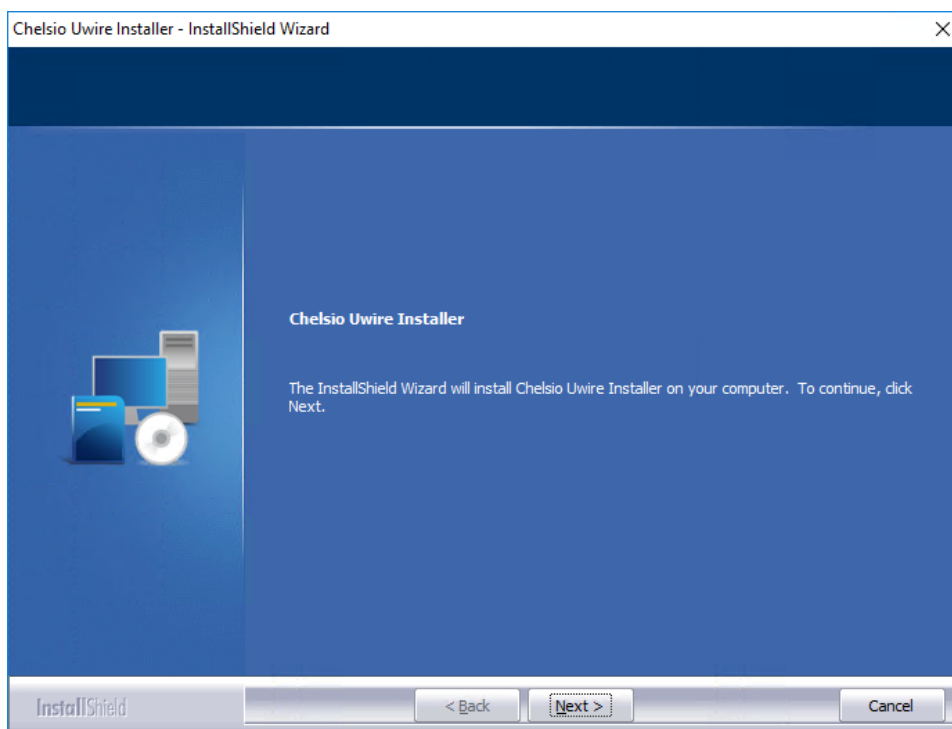 Chelsio Uwire Installer - InstallShield Wizard
Chelsio Uwire Installer
The InstallShield Wizard will install Chelsio Uwire Installer on your computer. To continue, click
Next.
InstallShield
< Back
Next >
Cancel